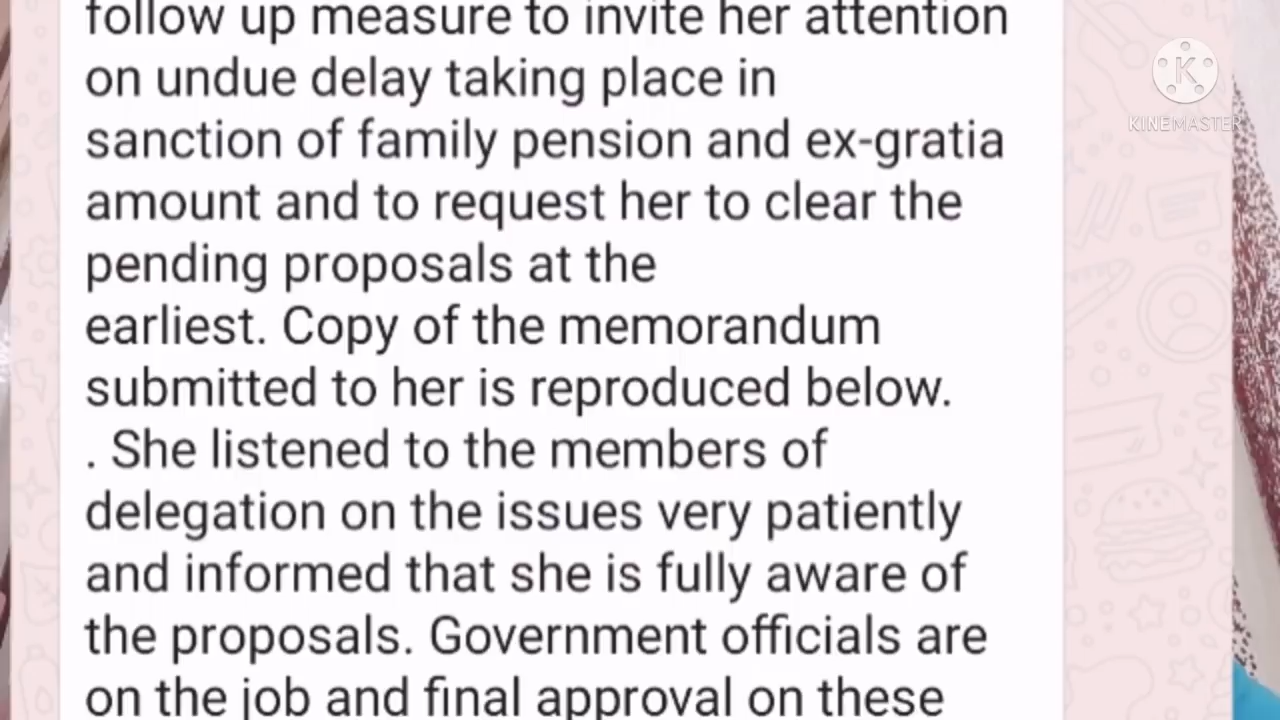 follow up measure to invite her attention
on undue delay taking place in
sanction of family pension and ex-gratia
amount and to request her to clear the
pending proposals at the
earliest. Copy of the memorandum
submitted to her is reproduced below.
. She listened to the members of
delegation on the issues very patiently
and informed that she is fully aware of
the proposals. Government officials are
on the job and final approval on these
K
KINEMASTER